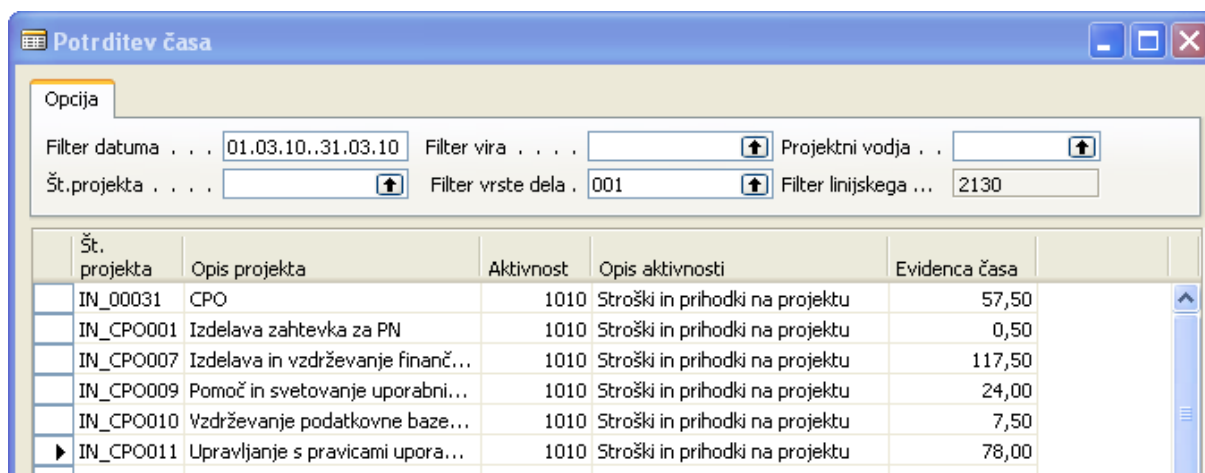 Potrditev časa
Opcija
Filter datuma . . . 01.03.10..31.03.10 Filter vira . . . . Projektni vodja . .
Št.projekta . . . . Filter vrste dela . 001 Filter linijskega ... 2130
Št. projekta Opis projekta Aktivnost Opis aktivnosti Evidenca časa
IN_00031 CPO 1010 Stroški in prihodki na projektu 57,50
IN_CPO001 Izdelava zahtevka za PN 1010 Stroški in prihodki na projektu 0,50
IN_CPO007 Izdelava in vzdrževanje finanč... 1010 Stroški in prihodki na projektu 117,50
IN_CPO009 Pomoč in svetovanje uporabni... 1010 Stroški in prihodki na projektu 24,00
IN_CPO010 Vzdrževanje podatkovne baze... 1010 Stroški in prihodki na projektu 7,50
IN_CPO011 Upravljanje s pravicami upora... 1010 Stroški in prihodki na projektu 78,00